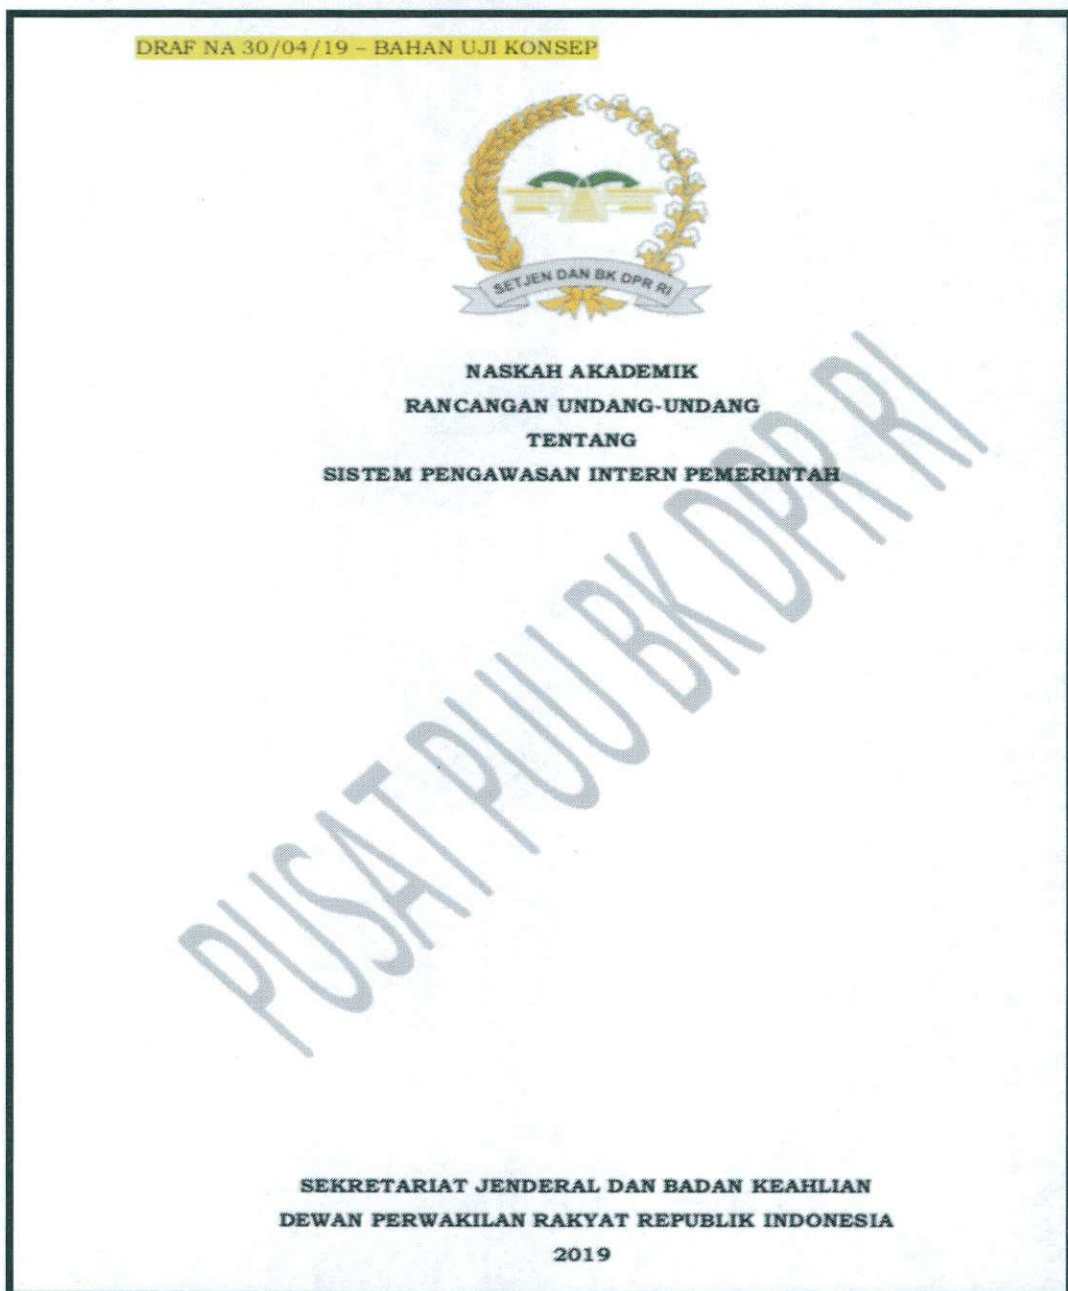 DRAF NA 30/04/19 – BAHAN UJI KONSEP
SETJEN DAN BK DPR RI
NASKAH AKADEMIK
RANCANGAN UNDANG-UNDANG
TENTANG
SISTEM PENGAWASAN INTERN PEMERINTAH
PUSAT PUU BK DPR RI
SEKRETARIAT JENDERAL DAN BADAN KEAHLIAN
DEWAN PERWAKILAN RAKYAT REPUBLIK INDONESIA
2019